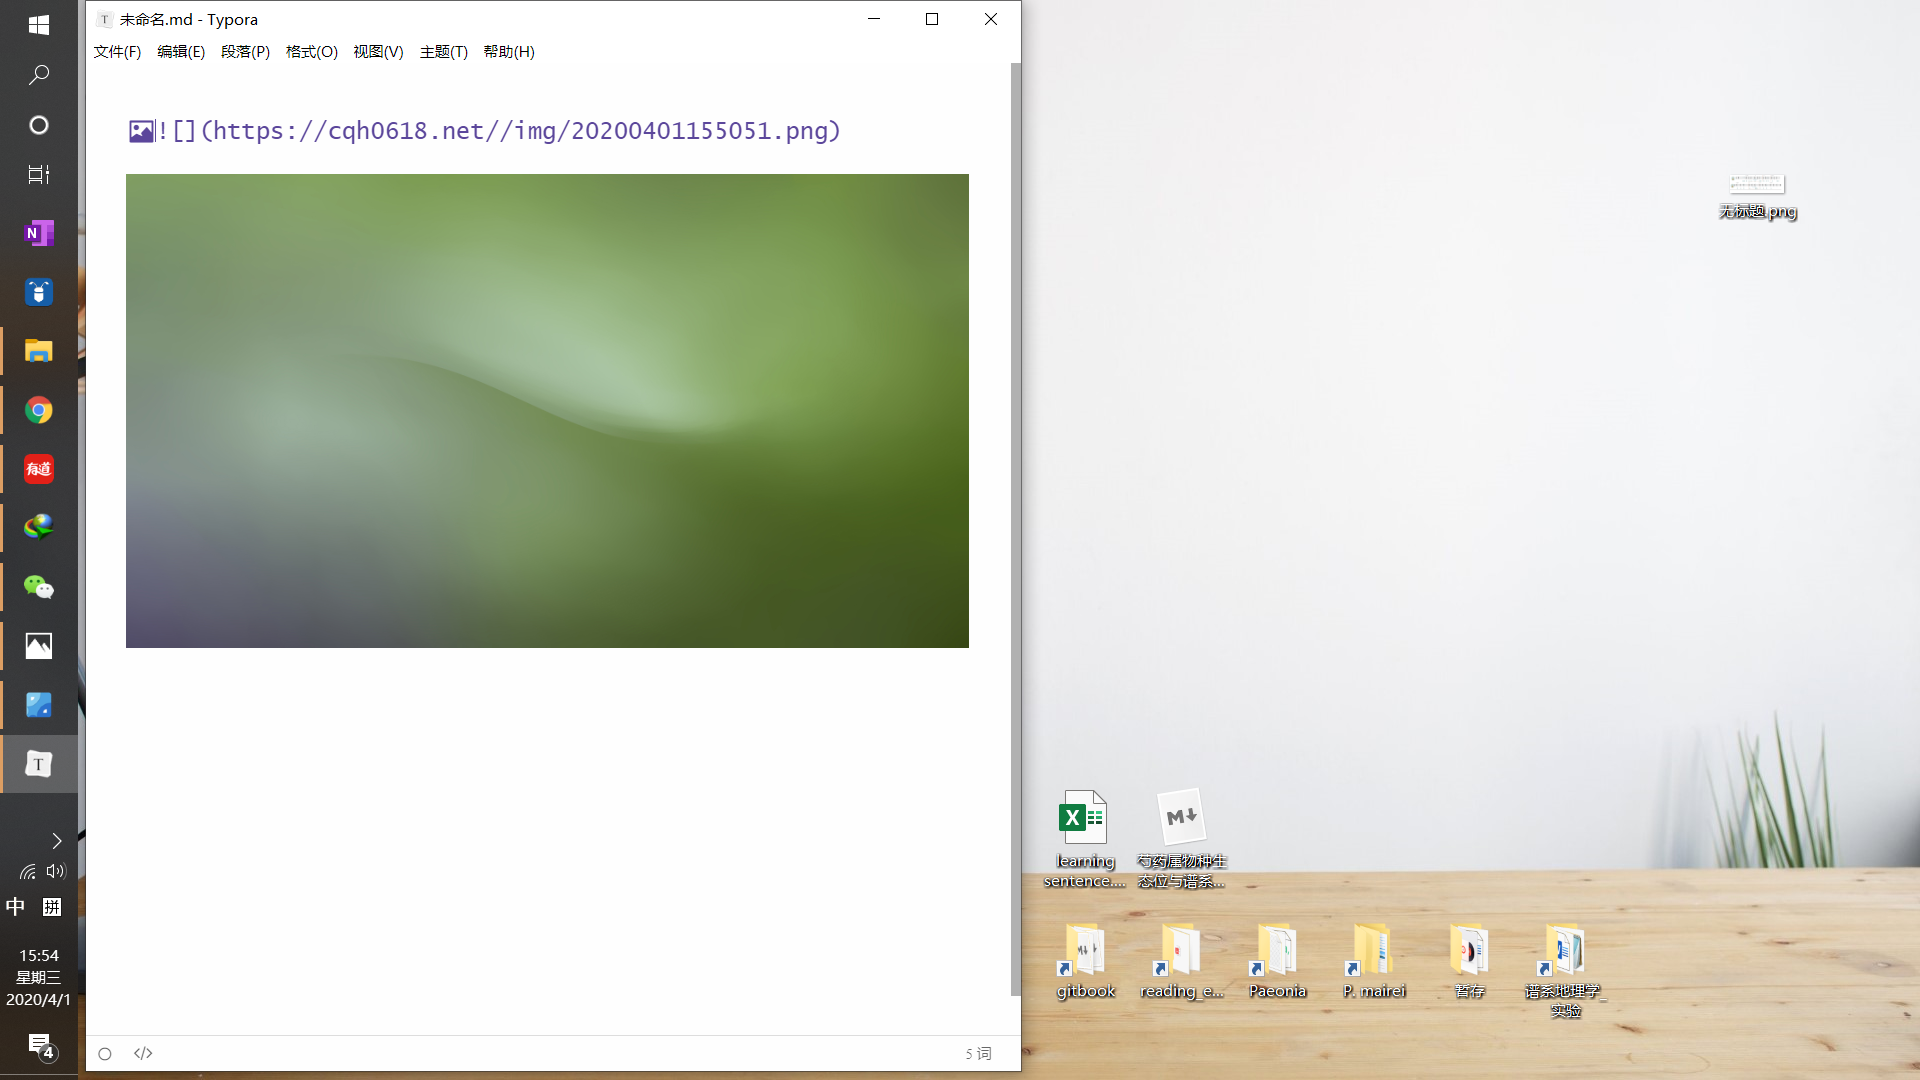 未命名.md - Typora
文件(F) 编辑(E) 段落(P) 格式(O) 视图(V) 主题(T) 帮助(H)
![](https://cqh0618.net//img/20200401155051.png)
5 词
N
有道
T
中 拼
15:54
星期三
2020/4/1
4
无标题.png
learning
sentence....
芍药属物种生
态位与谱系...
gitbook
reading_e...
Paeonia
P. mairei
暂存
谱系地理学_
实验